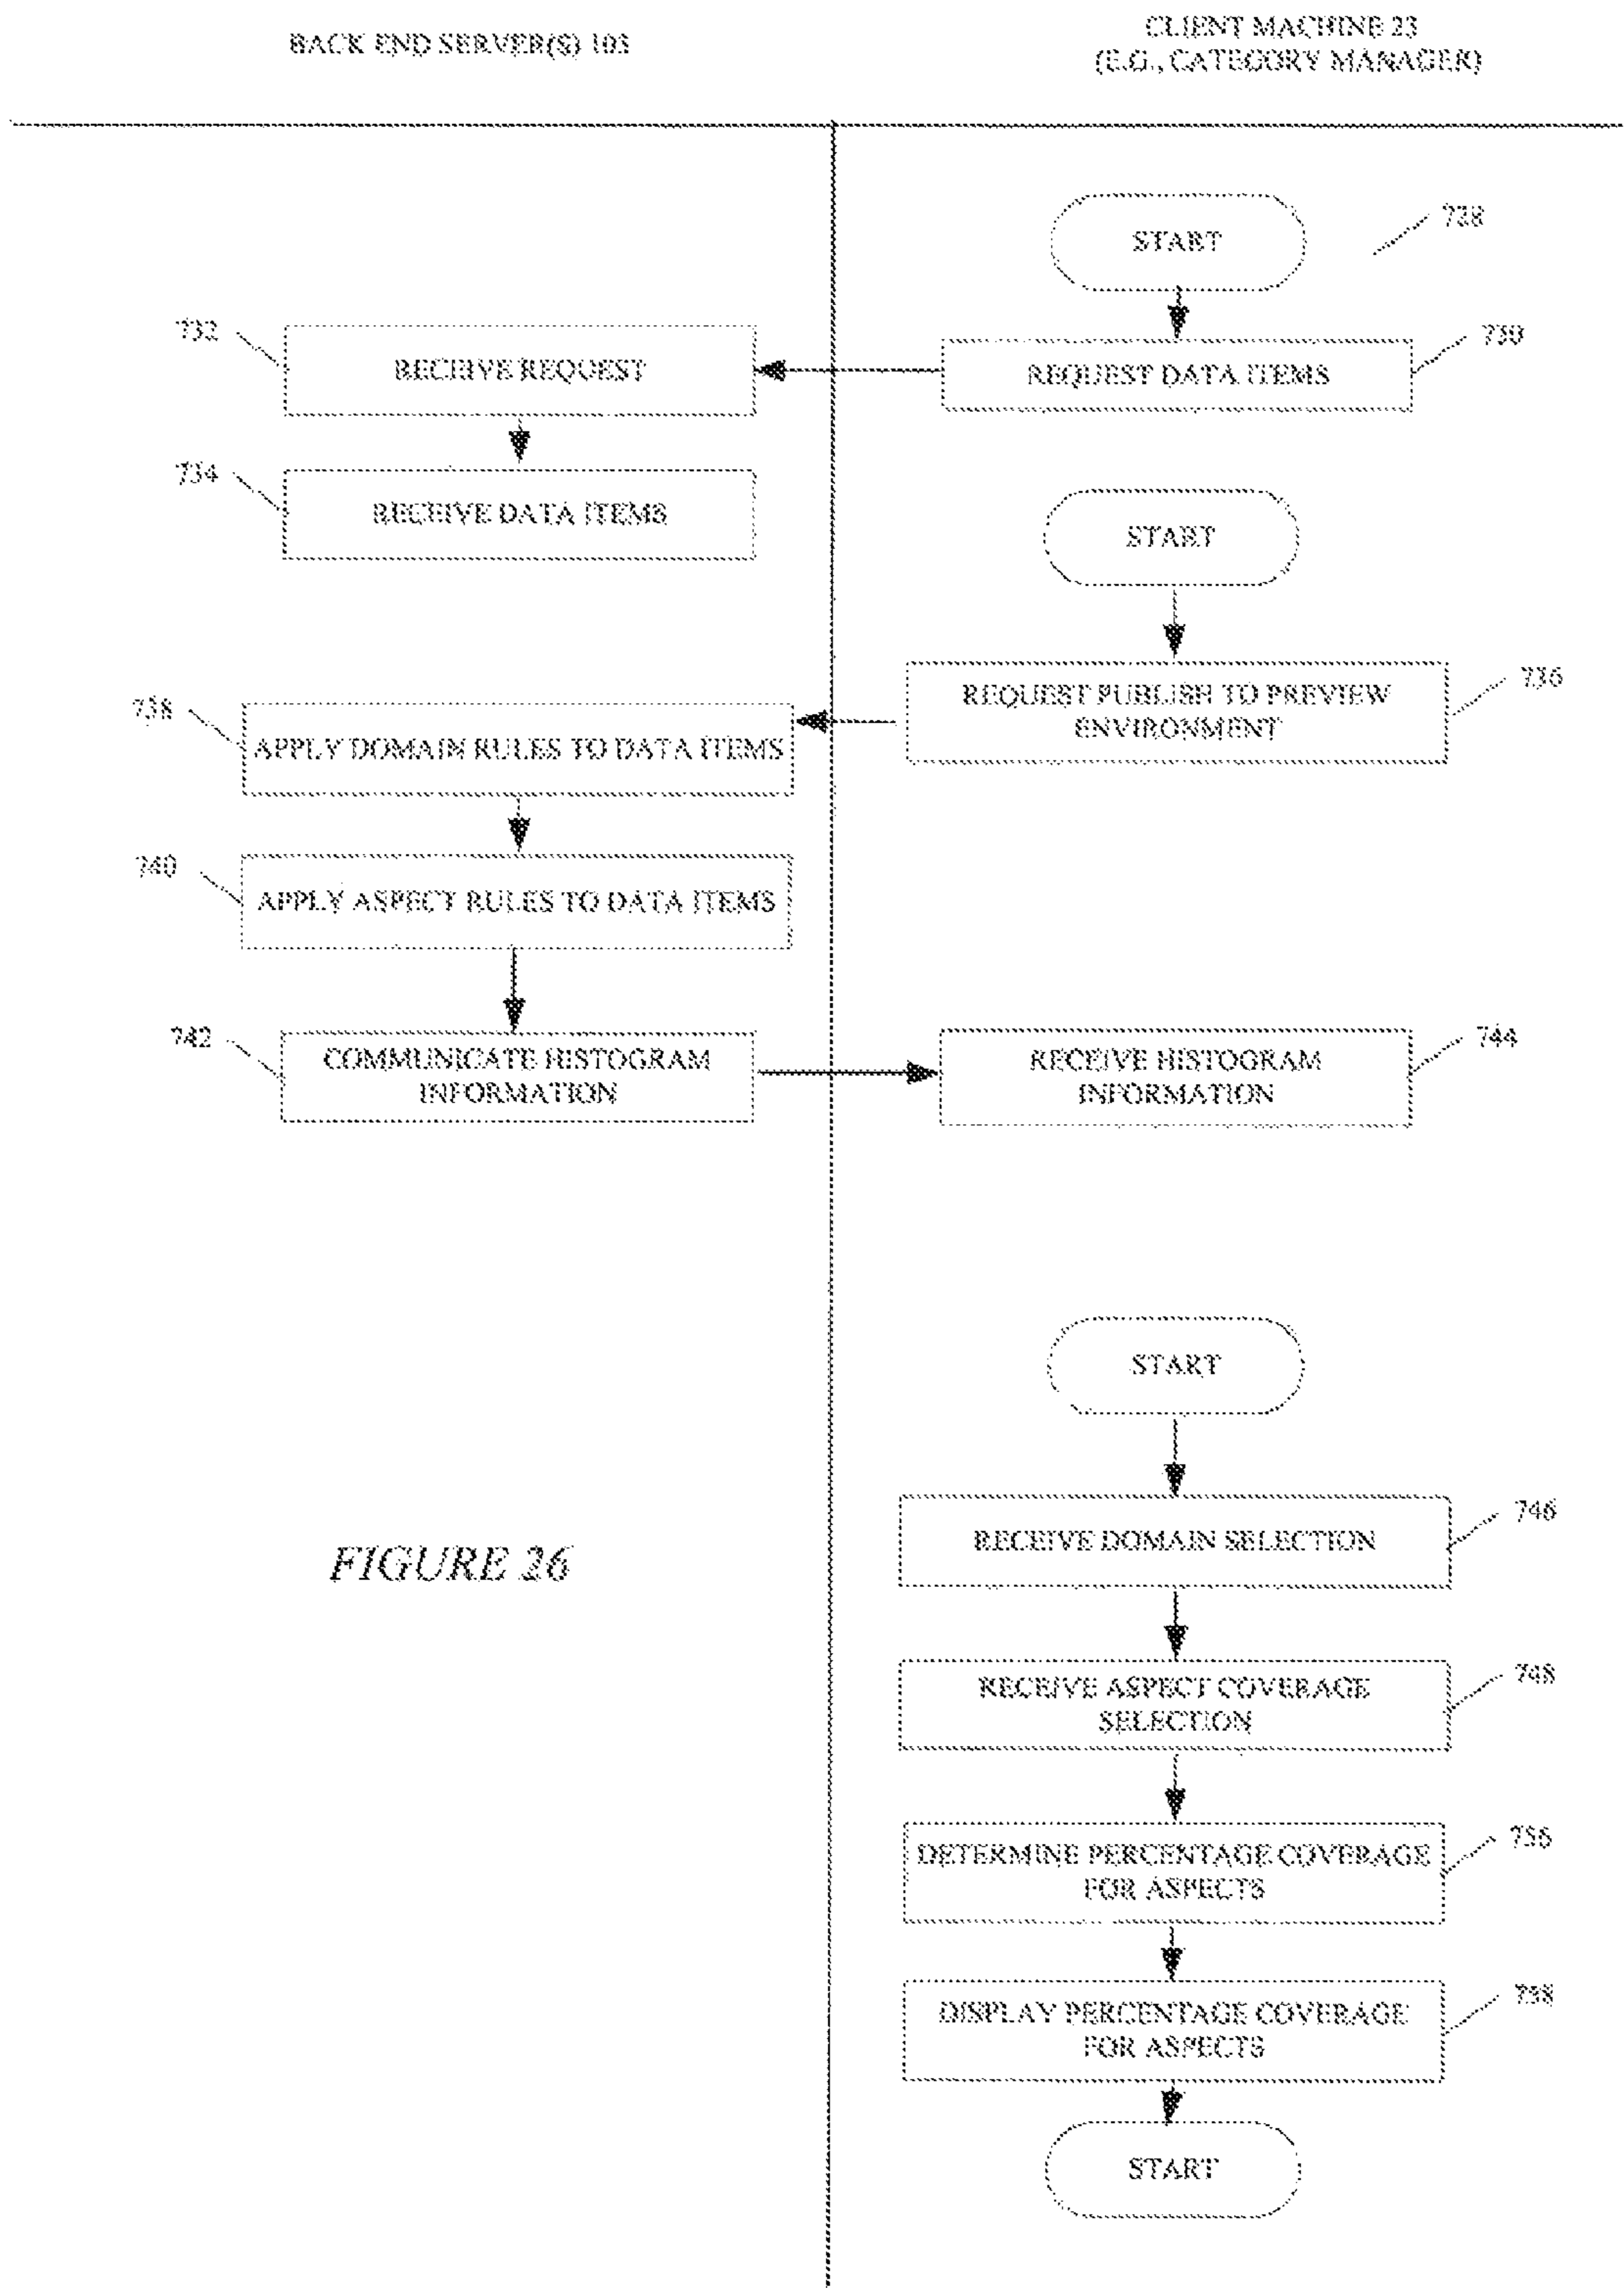 BACK END SERVER(S) 103
CLIENT MACHINE 23
(E.G., CATEGORY MANAGER)
START
728
732
RECEIVE REQUEST
REQUEST DATA ITEMS
730
734
RECEIVE DATA ITEMS
START
REQUEST PUBLISH TO PREVIEW
ENVIRONMENT
736
738
APPLY DOMAIN RULES TO DATA ITEMS
740
APPLY ASPECT RULES TO DATA ITEMS
742
COMMUNICATE HISTOGRAM
INFORMATION
RECEIVE HISTOGRAM
INFORMATION
744
START
RECEIVE DOMAIN SELECTION
746
FIGURE 26
RECEIVE ASPECT COVERAGE
SELECTION
748
DETERMINE PERCENTAGE COVERAGE
FOR ASPECTS
756
DISPLAY PERCENTAGE COVERAGE
FOR ASPECTS
758
START